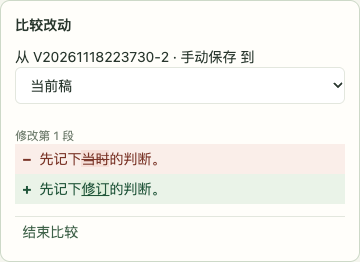 比较改动
从 V20261118223730-2 · 手动保存 到
当前稿
修改第 1 段
− 先记下当时的判断。
+ 先记下修订的判断。
结束比较